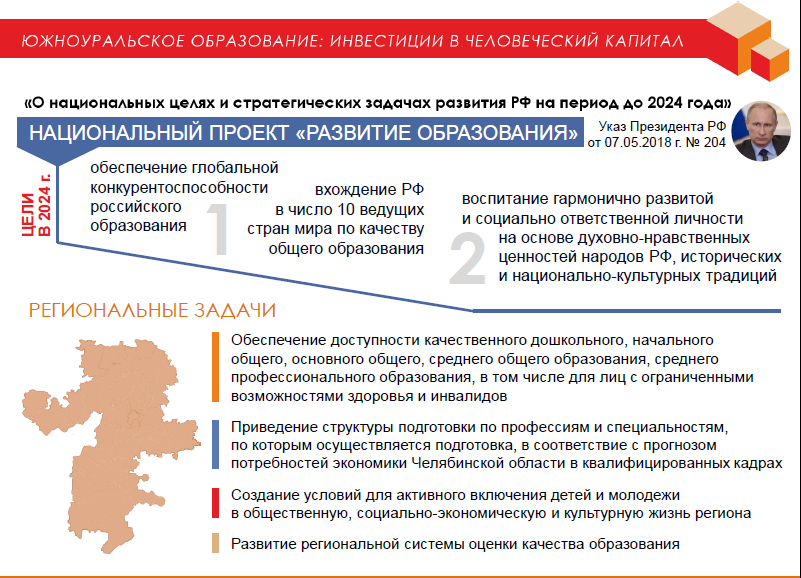 ЮЖНОУРАЛЬСКОЕ ОБРАЗОВАНИЕ: ИНВЕСТИЦИИ В ЧЕЛОВЕЧЕСКИЙ КАПИТАЛ
«О национальных целях и стратегических задачах развития РФ на период до 2024 года»
НАЦИОНАЛЬНЫЙ ПРОЕКТ «РАЗВИТИЕ ОБРАЗОВАНИЯ»
Указ Президента РФ
от 07.05.2018 г. № 204
ЦЕЛИ
В 2024 г.
обеспечение глобальной
конкурентоспособности
российского
образования
1
вхождение РФ
в число 10 ведущих
стран мира по качеству
общего образования
2
воспитание гармонично развитой
и социально ответственной личности
на основе духовно-нравственных
ценностей народов РФ, исторических
и национально-культурных традиций
РЕГИОНАЛЬНЫЕ ЗАДАЧИ
Обеспечение доступности качественного дошкольного, начального
общего, основного общего, среднего общего образования, среднего
профессионального образования, в том числе для лиц с ограниченными
возможностями здоровья и инвалидов
Приведение структуры подготовки по профессиям и специальностям,
по которым осуществляется подготовка, в соответствие с прогнозом
потребностей экономики Челябинской области в квалифицированных кадрах
Создание условий для активного включения детей и молодежи
в общественную, социально-экономическую и культурную жизнь региона
Развитие региональной системы оценки качества образования